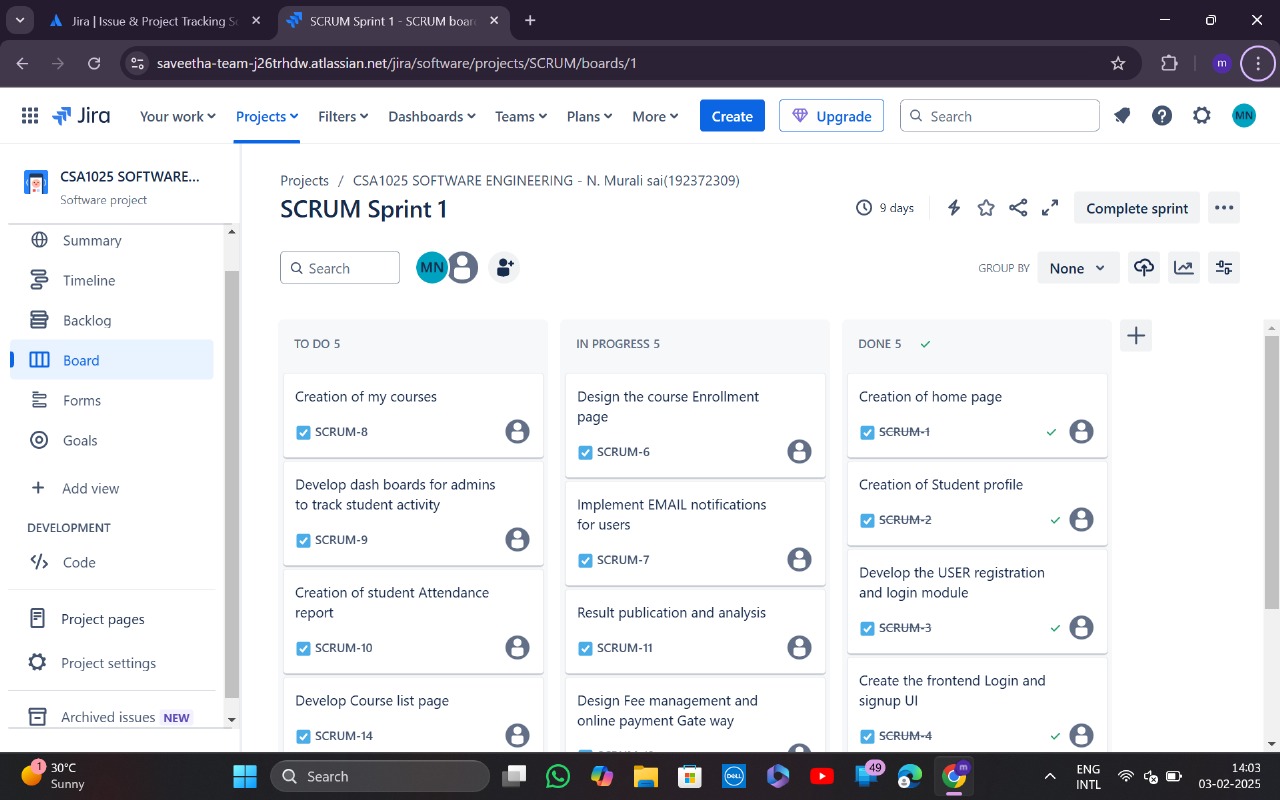 Jira | Issue & Project Tracking S
SCRUM Sprint 1 - SCRUM boar
saveetha-team-j26trhdw.atlassian.net/jira/software/projects/SCRUM/boards/1
m
Jira
Your work
Projects
Filters
Dashboards
Teams
Plans
More
Create
Upgrade
Search
MN
CSA1025 SOFTWARE...
Software project
Summary
Timeline
Backlog
Board
Forms
Goals
Add view
DEVELOPMENT
Code
Project pages
Project settings
Archived issues NEW
Projects / CSA1025 SOFTWARE ENGINEERING - N. Murali sai(192372309)
SCRUM Sprint 1
9 days
Complete sprint
Search
MN
GROUP BY
None
TO DO 5
Creation of my courses
SCRUM-8
Develop dash boards for admins
to track student activity
SCRUM-9
Creation of student Attendance
report
SCRUM-10
Develop Course list page
SCRUM-14
IN PROGRESS 5
Design the course Enrollment
page
SCRUM-6
Implement EMAIL notifications
for users
SCRUM-7
Result publication and analysis
SCRUM-11
Design Fee management and
online payment Gate way
DONE 5
Creation of home page
SCRUM-1
Creation of Student profile
SCRUM-2
Develop the USER registration
and login module
SCRUM-3
Create the frontend Login and
signup UI
SCRUM-4
1
30°C
Sunny
Search
DELL
49
m
ENG
INTL
14:03
03-02-2025